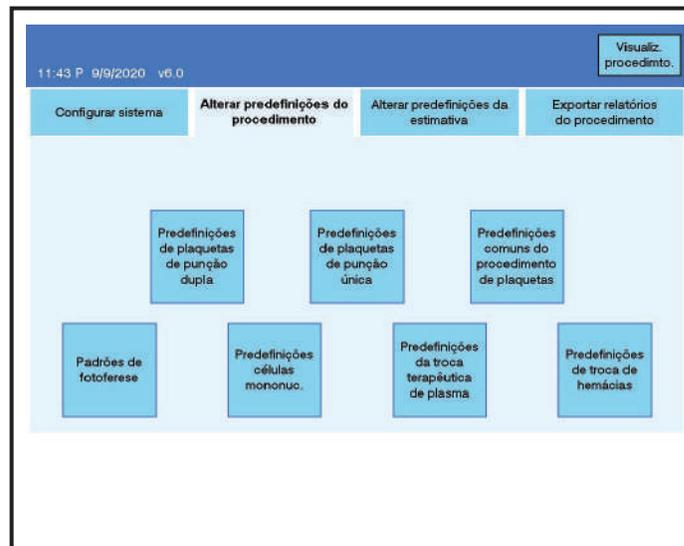 Visualiz.
procedimto.
11:43 P 9/9/2020 v6.0
Configurar sistema
Alterar predefinições do
procedimento
Alterar predefinições da
estimativa
Exportar relatórios
do procedimento
Predefinições
de plaquetas
de punção
dupla
Predefinições
de plaquetas
de punção
única
Predefinições
comuns do
procedimento
de plaquetas
Padrões de
fotoferese
Predefinições
células
mononuc.
Predefinições
da troca
terapêutica
de plasma
Predefinições
de troca de
hemácias